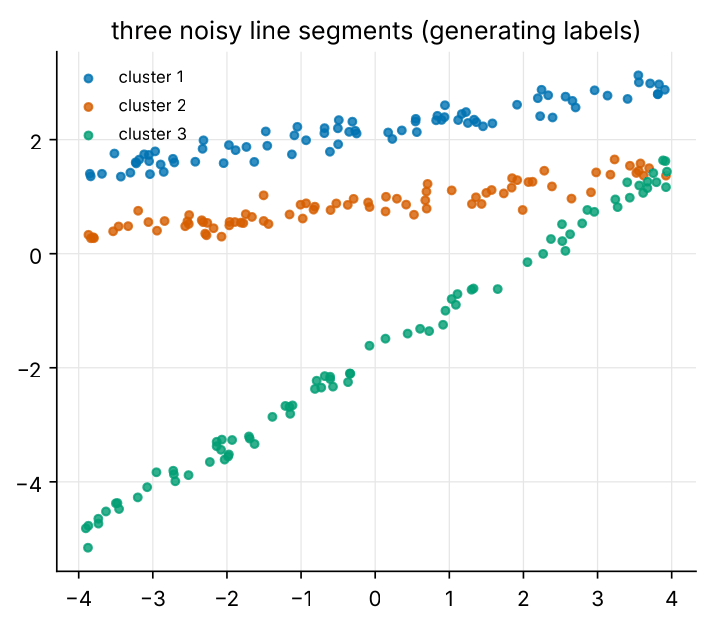 three noisy line segments (generating labels)
cluster 1
cluster 2
cluster 3
2
0
−2
−4
−4 −3 −2 −1 0 1 2 3 4